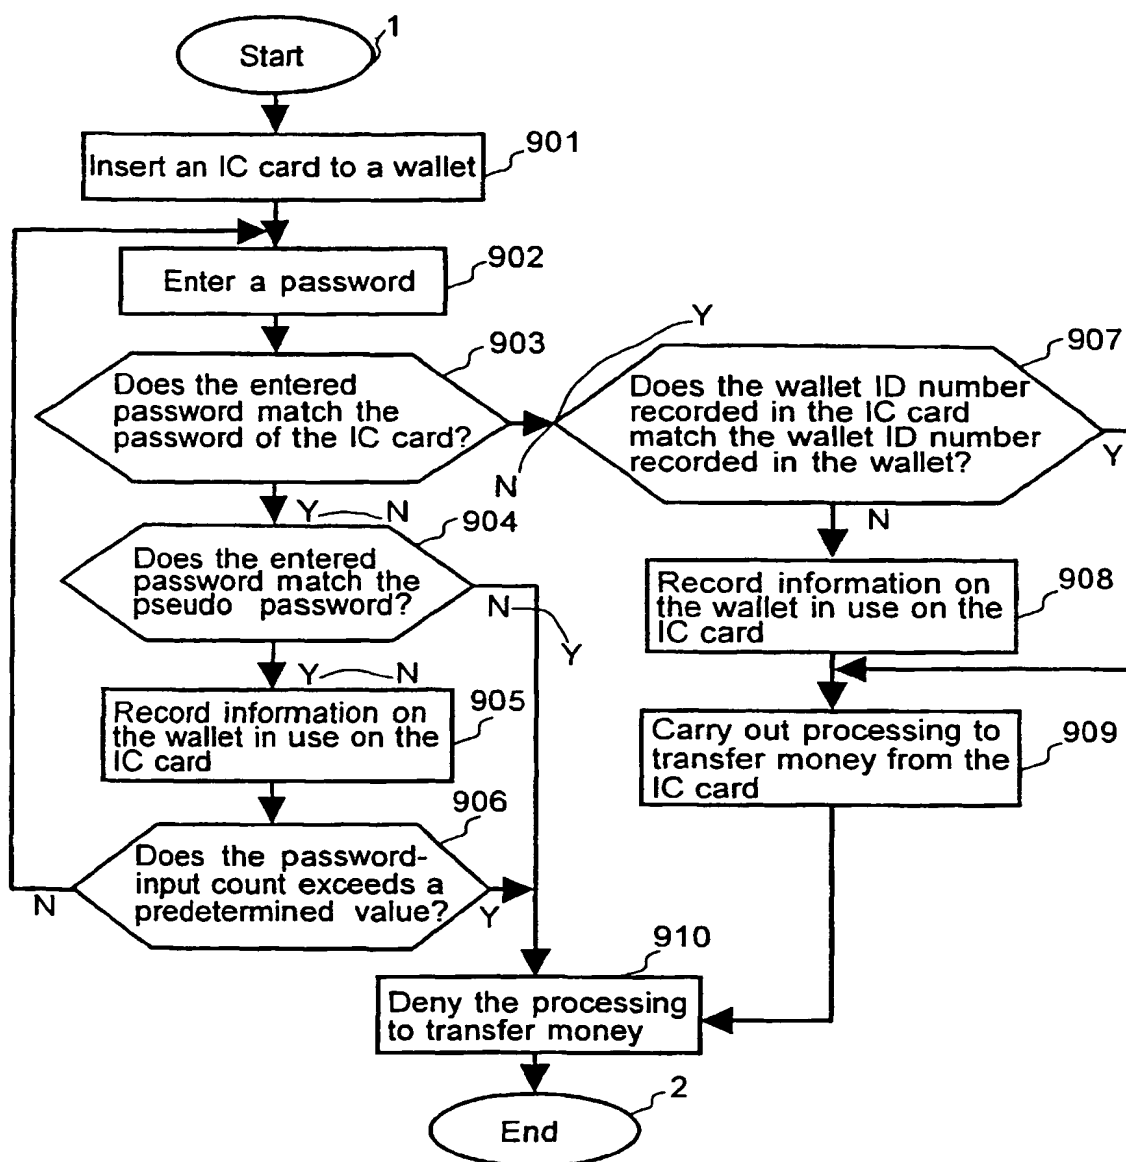 Start
1
Insert an IC card to a wallet
901
Enter a password
902
Does the entered
password match the
password of the IC card?
903
Y
N
Does the wallet ID number
recorded in the IC card
match the wallet ID number
recorded in the wallet?
907
Y
N
Y N
904
Does the entered
password match the
pseudo password?
N
Y
Record information on
the wallet in use on the
IC card
908
Y N
Record information on
the wallet in use on the
IC card
905
Carry out processing to
transfer money from the
IC card
909
906
Does the password-
input count exceeds a
predetermined value?
N
Y
910
Deny the processing
to transfer money
2
End